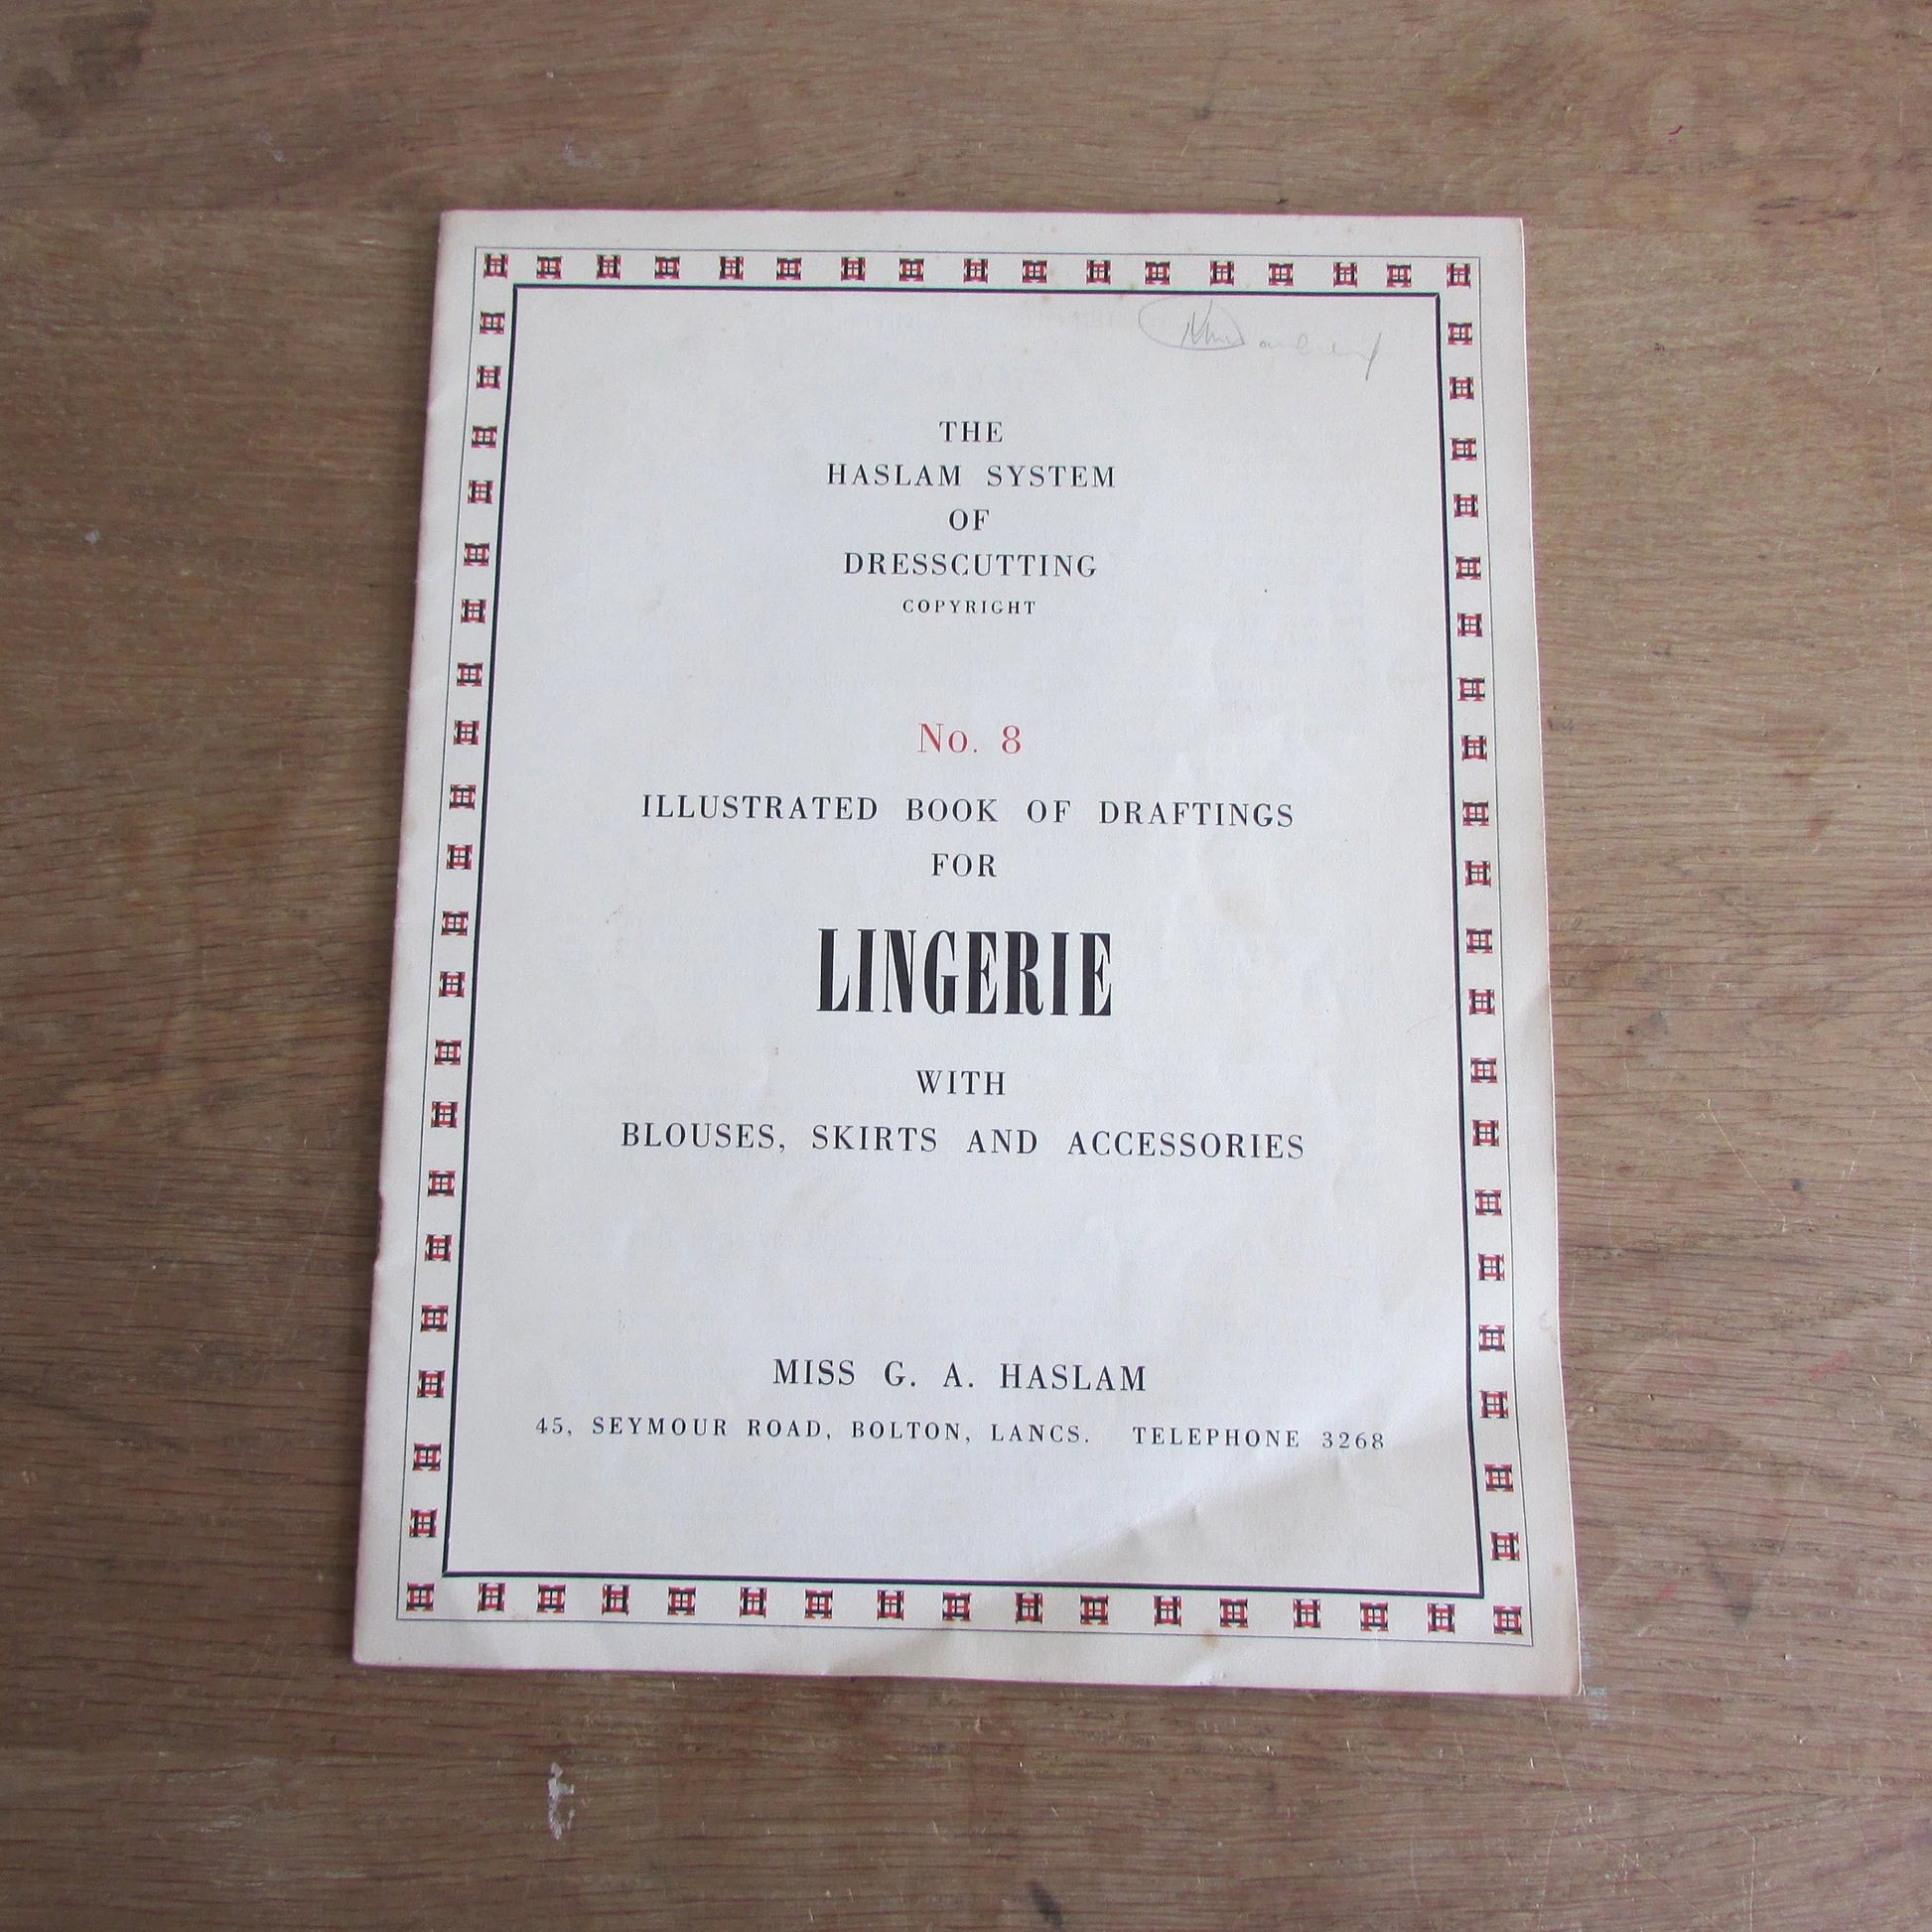 THE
HASLAM SYSTEM
OF
DRESSCUTTING
COPYRIGHT
No. 8
ILLUSTRATED BOOK OF DRAFTINGS
FOR
LINGERIE
WITH
BLOUSES, SKIRTS AND ACCESSORIES
MISS G. A. HASLAM
45, SEYMOUR ROAD, BOLTON, LANCS. TELEPHONE 3268